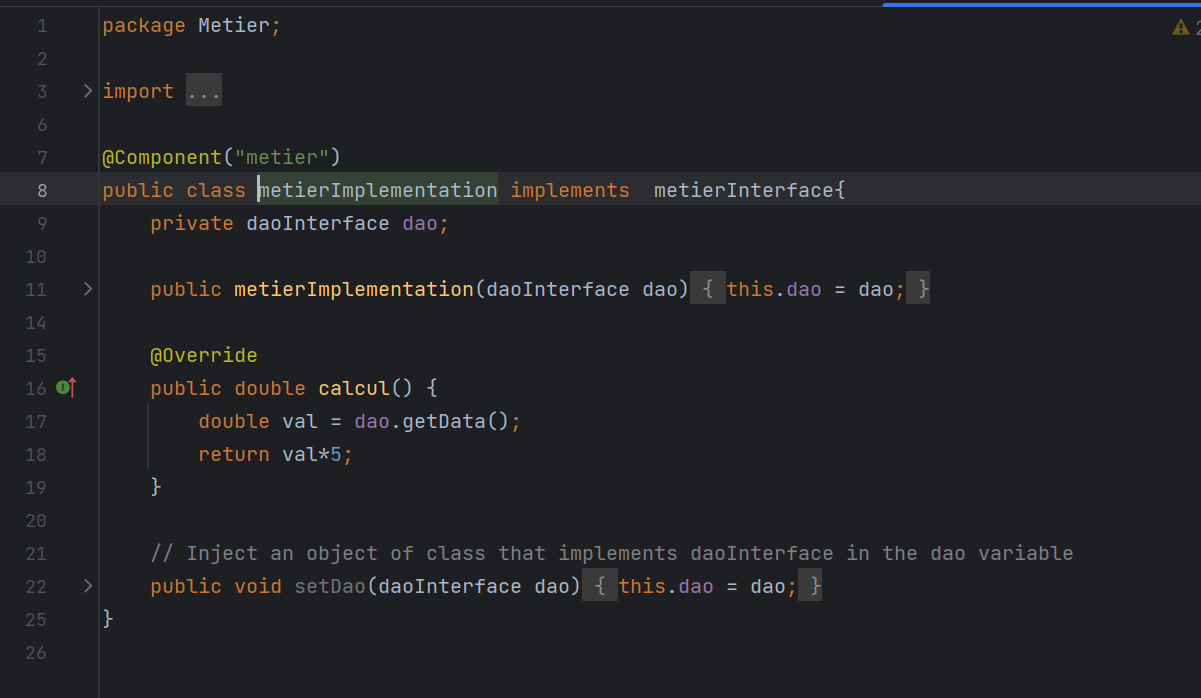 1 package Metier;
2
3 import ...
6
7 @Component("metier")
8 public class metierImplementation implements  metierInterface{
9     private daoInterface dao;
10
11     public metierImplementation(daoInterface dao) { this.dao = dao; }
14
15     @Override
16     public double calcul() {
17         double val = dao.getData();
18         return val*5;
19     }
20
21     // Inject an object of class that implements daoInterface in the dao variable
22     public void setDao(daoInterface dao) { this.dao = dao; }
25 }
26